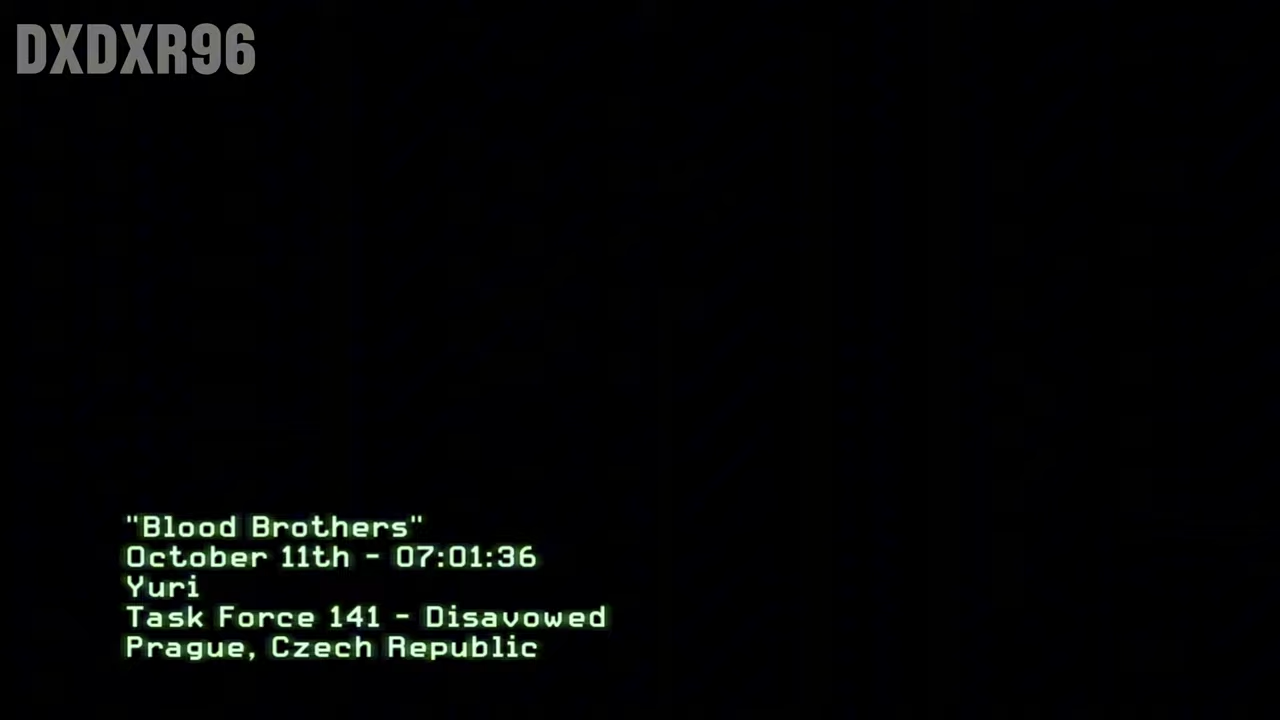 DXDXR96
"Blood Brothers"
October 11th - 07:01:36
Yuri
Task Force 141 - Disavowed
Prague, Czech Republic